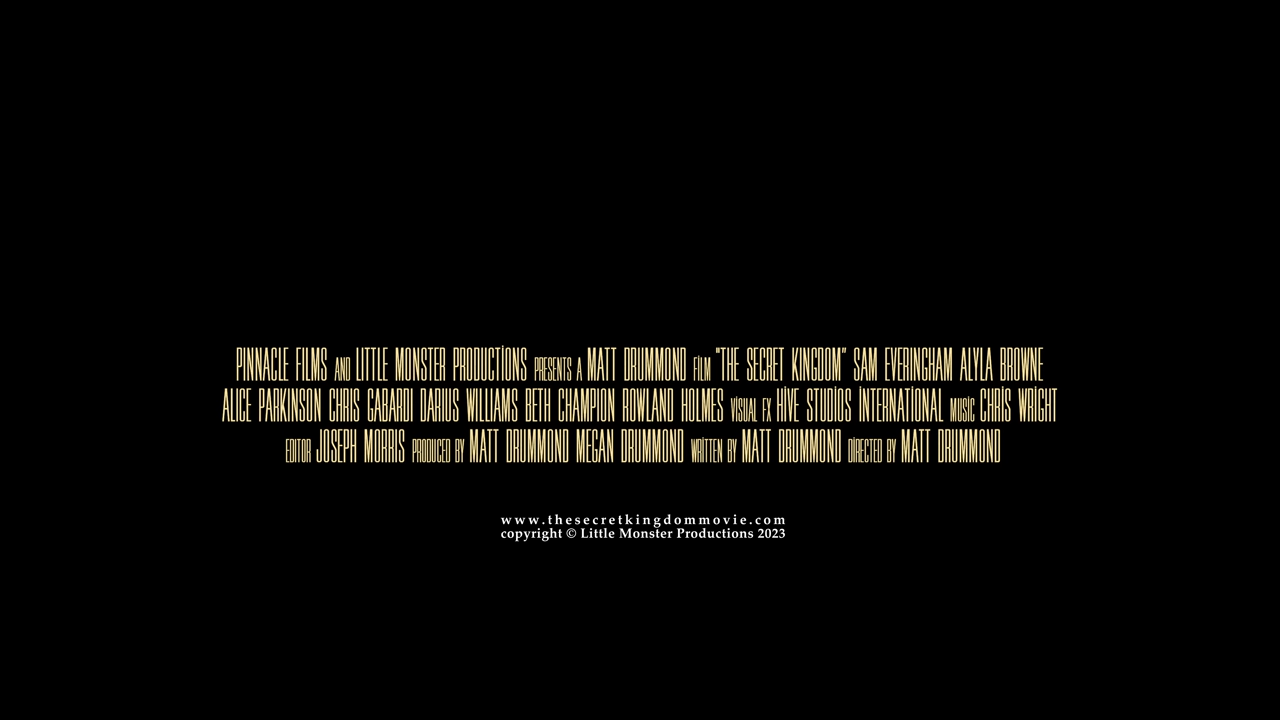 PINNACLE FILMS AND LITTLE MONSTER PRODUCTIONS PRESENTS A MATT DRUMMOND FILM "THE SECRET KINGDOM" SAM EVERINGHAM ALYLA BROWNE
ALICE PARKINSON CHRIS GABARDI DARIUS WILLIAMS BETH CHAMPION ROWLAND HOLMES VISUAL FX HIVE STUDIOS INTERNATIONAL MUSIC CHRIS WRIGHT
EDITOR JOSEPH MORRIS PRODUCED BY MATT DRUMMOND MEGAN DRUMMOND WRITTEN BY MATT DRUMMOND DIRECTED BY MATT DRUMMOND
www.thesecretkingdommovie.com
copyright © Little Monster Productions 2023